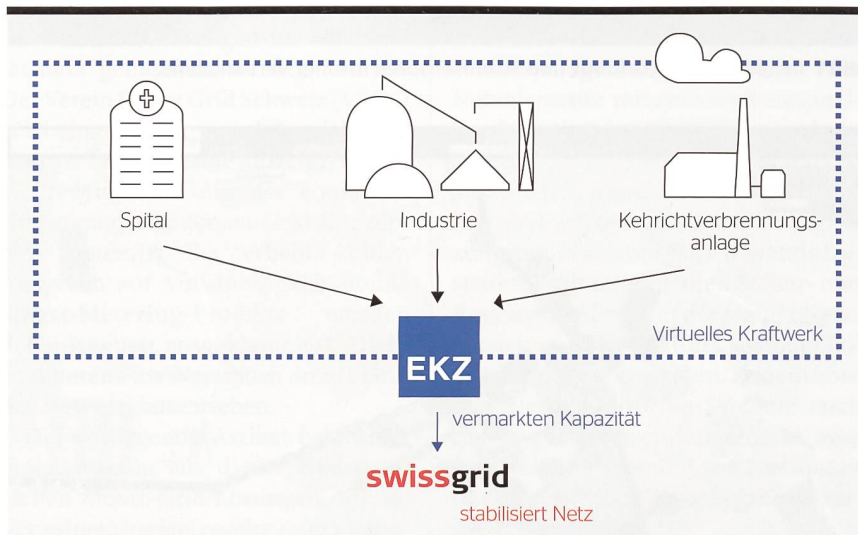 Spital
Industrie
Kehrichtverbrennungs-
anlage
Virtuelles Kraftwerk
EKZ
vermarkten Kapazität
swissgrid
stabilisiert Netz